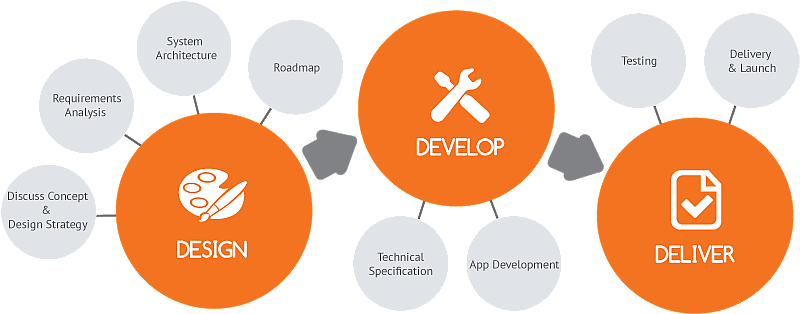 Discuss Concept
&
Design Strategy
Requirements
Analysis
System
Architecture
Roadmap
DESIGN
DEVELOP
Technical
Specification
App Development
Testing
Delivery
& Launch
DELIVER